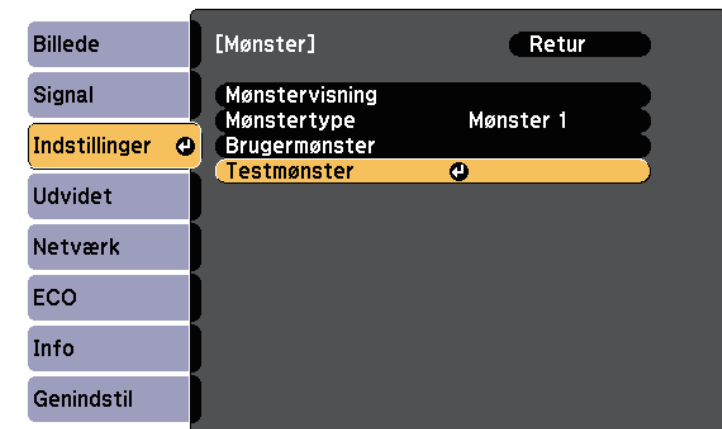 Billede
Signal
Indstillinger
Udvidet
Netværk
ECO
Info
Genindstil
[Mønster] Retur
Mønstervisning
Mønstertype Mønster 1
Brugermønster
Testmønster